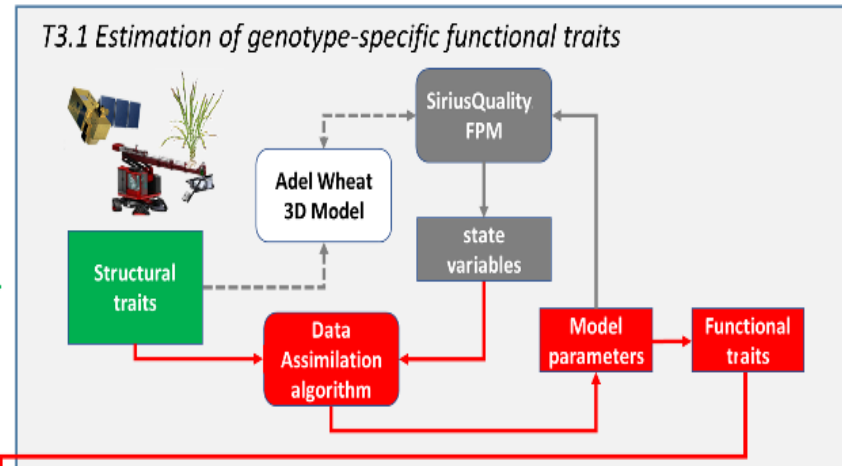 T3.1 Estimation of genotype-specific functional traits
SiriusQuality
FPM
Adel Wheat
3D Model
state
variables
Structural
traits
Data
Assimilation
algorithm
Model
parameters
Functional
traits